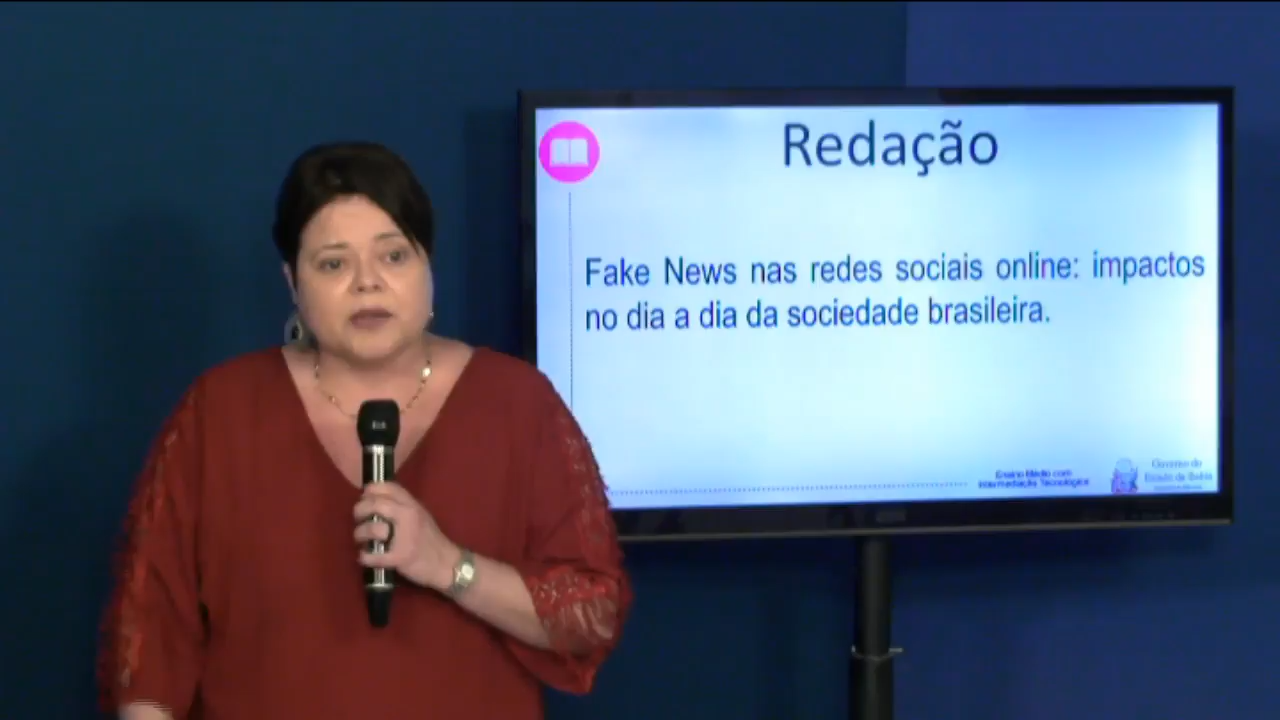 Redação
Fake News nas redes sociais online: impactos
no dia a dia da sociedade brasileira.
Ensino Médio com
Intermediação Tecnológica
Governo do
Estado da Bahia